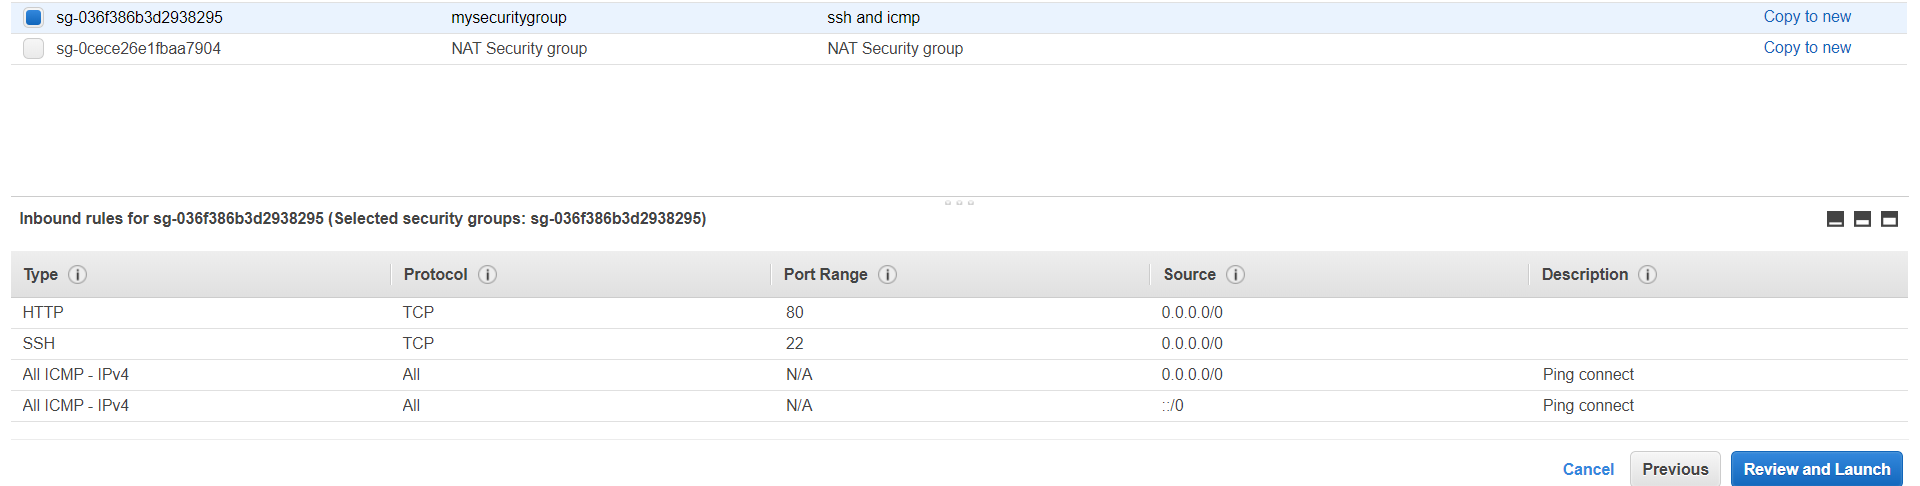 sg-036f386b3d2938295 mysecuritygroup ssh and icmp Copy to new
sg-0cece26e1fbaa7904 NAT Security group NAT Security group Copy to new
Inbound rules for sg-036f386b3d2938295 (Selected security groups: sg-036f386b3d2938295)
Type Protocol Port Range Source Description
HTTP TCP 80 0.0.0.0/0
SSH TCP 22 0.0.0.0/0
All ICMP - IPv4 All N/A 0.0.0.0/0 Ping connect
All ICMP - IPv4 All N/A ::/0 Ping connect
Cancel Previous Review and Launch